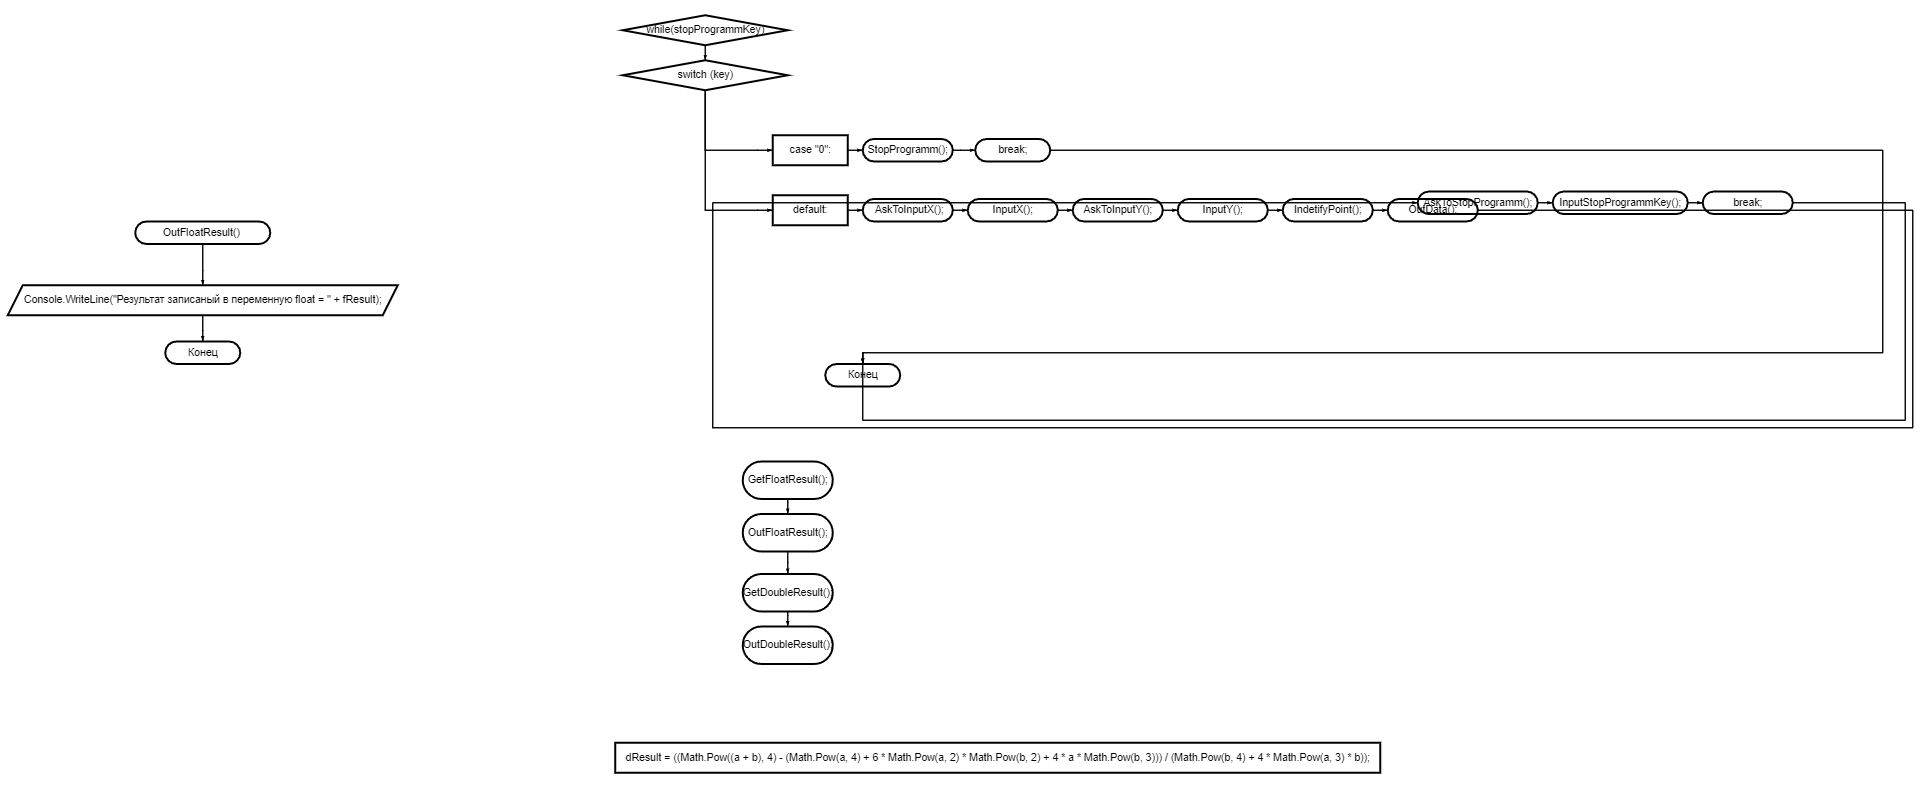 while(stopProgrammKey)
switch (key)
case "0":
StopProgramm();
break;
default:
AskToInputX();
InputX();
AskToInputY();
InputY();
IndetifyPoint();
OutData();
AskToStopProgramm();
InputStopProgrammKey();
break;
OutFloatResult()
Console.WriteLine("Результат записаный в переменную float = " + fResult);
Конец
Конец
GetFloatResult();
OutFloatResult();
GetDoubleResult();
OutDoubleResult();
dResult = ((Math.Pow((a + b), 4) - (Math.Pow(a, 4) + 6 * Math.Pow(a, 2) * Math.Pow(b, 2) + 4 * a * Math.Pow(b, 3))) / (Math.Pow(b, 4) + 4 * Math.Pow(a, 3) * b));